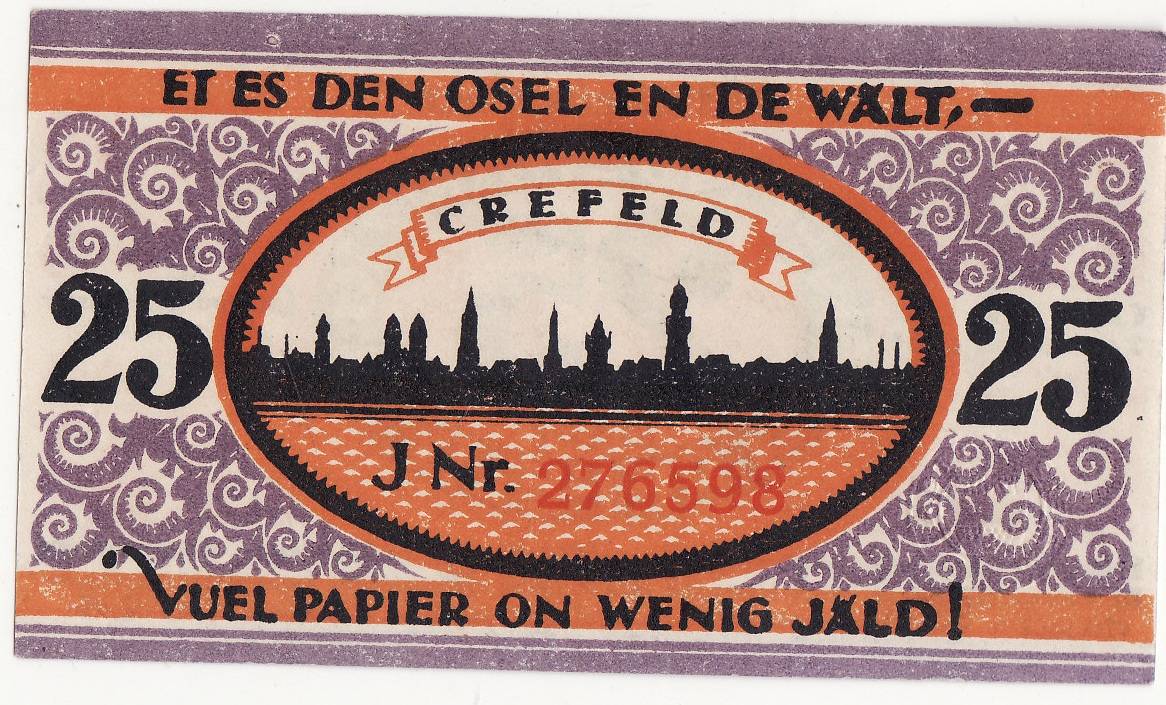 ET ES DEN OSEL EN DE WÄLT,—
CREFELD
25 25
J Nr. 276598
VUEL PAPIER ON WENIG JÄLD!